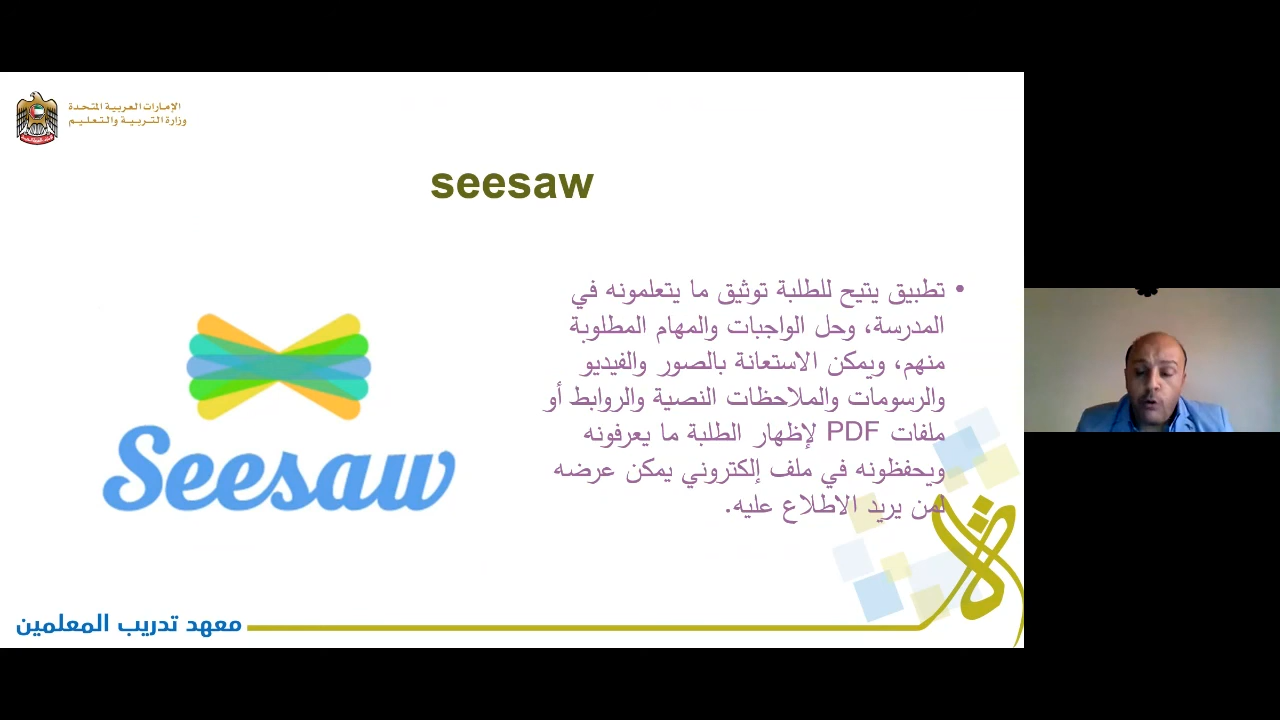 الإمارات العربية المتحدة
وزارة التربية والتعليم
seesaw
• تطبيق يتيح للطلبة توثيق ما يتعلمونه في
المدرسة، وحل الواجبات والمهام المطلوبة
منهم، ويمكن الاستعانة بالصور والفيديو
والرسومات والملاحظات النصية والروابط أو
ملفات PDF لإظهار الطلبة ما يعرفونه
ويحفظونه في ملف إلكتروني يمكن عرضه
لمن يريد الاطلاع عليه.
Seesaw
معهد تدريب المعلمين